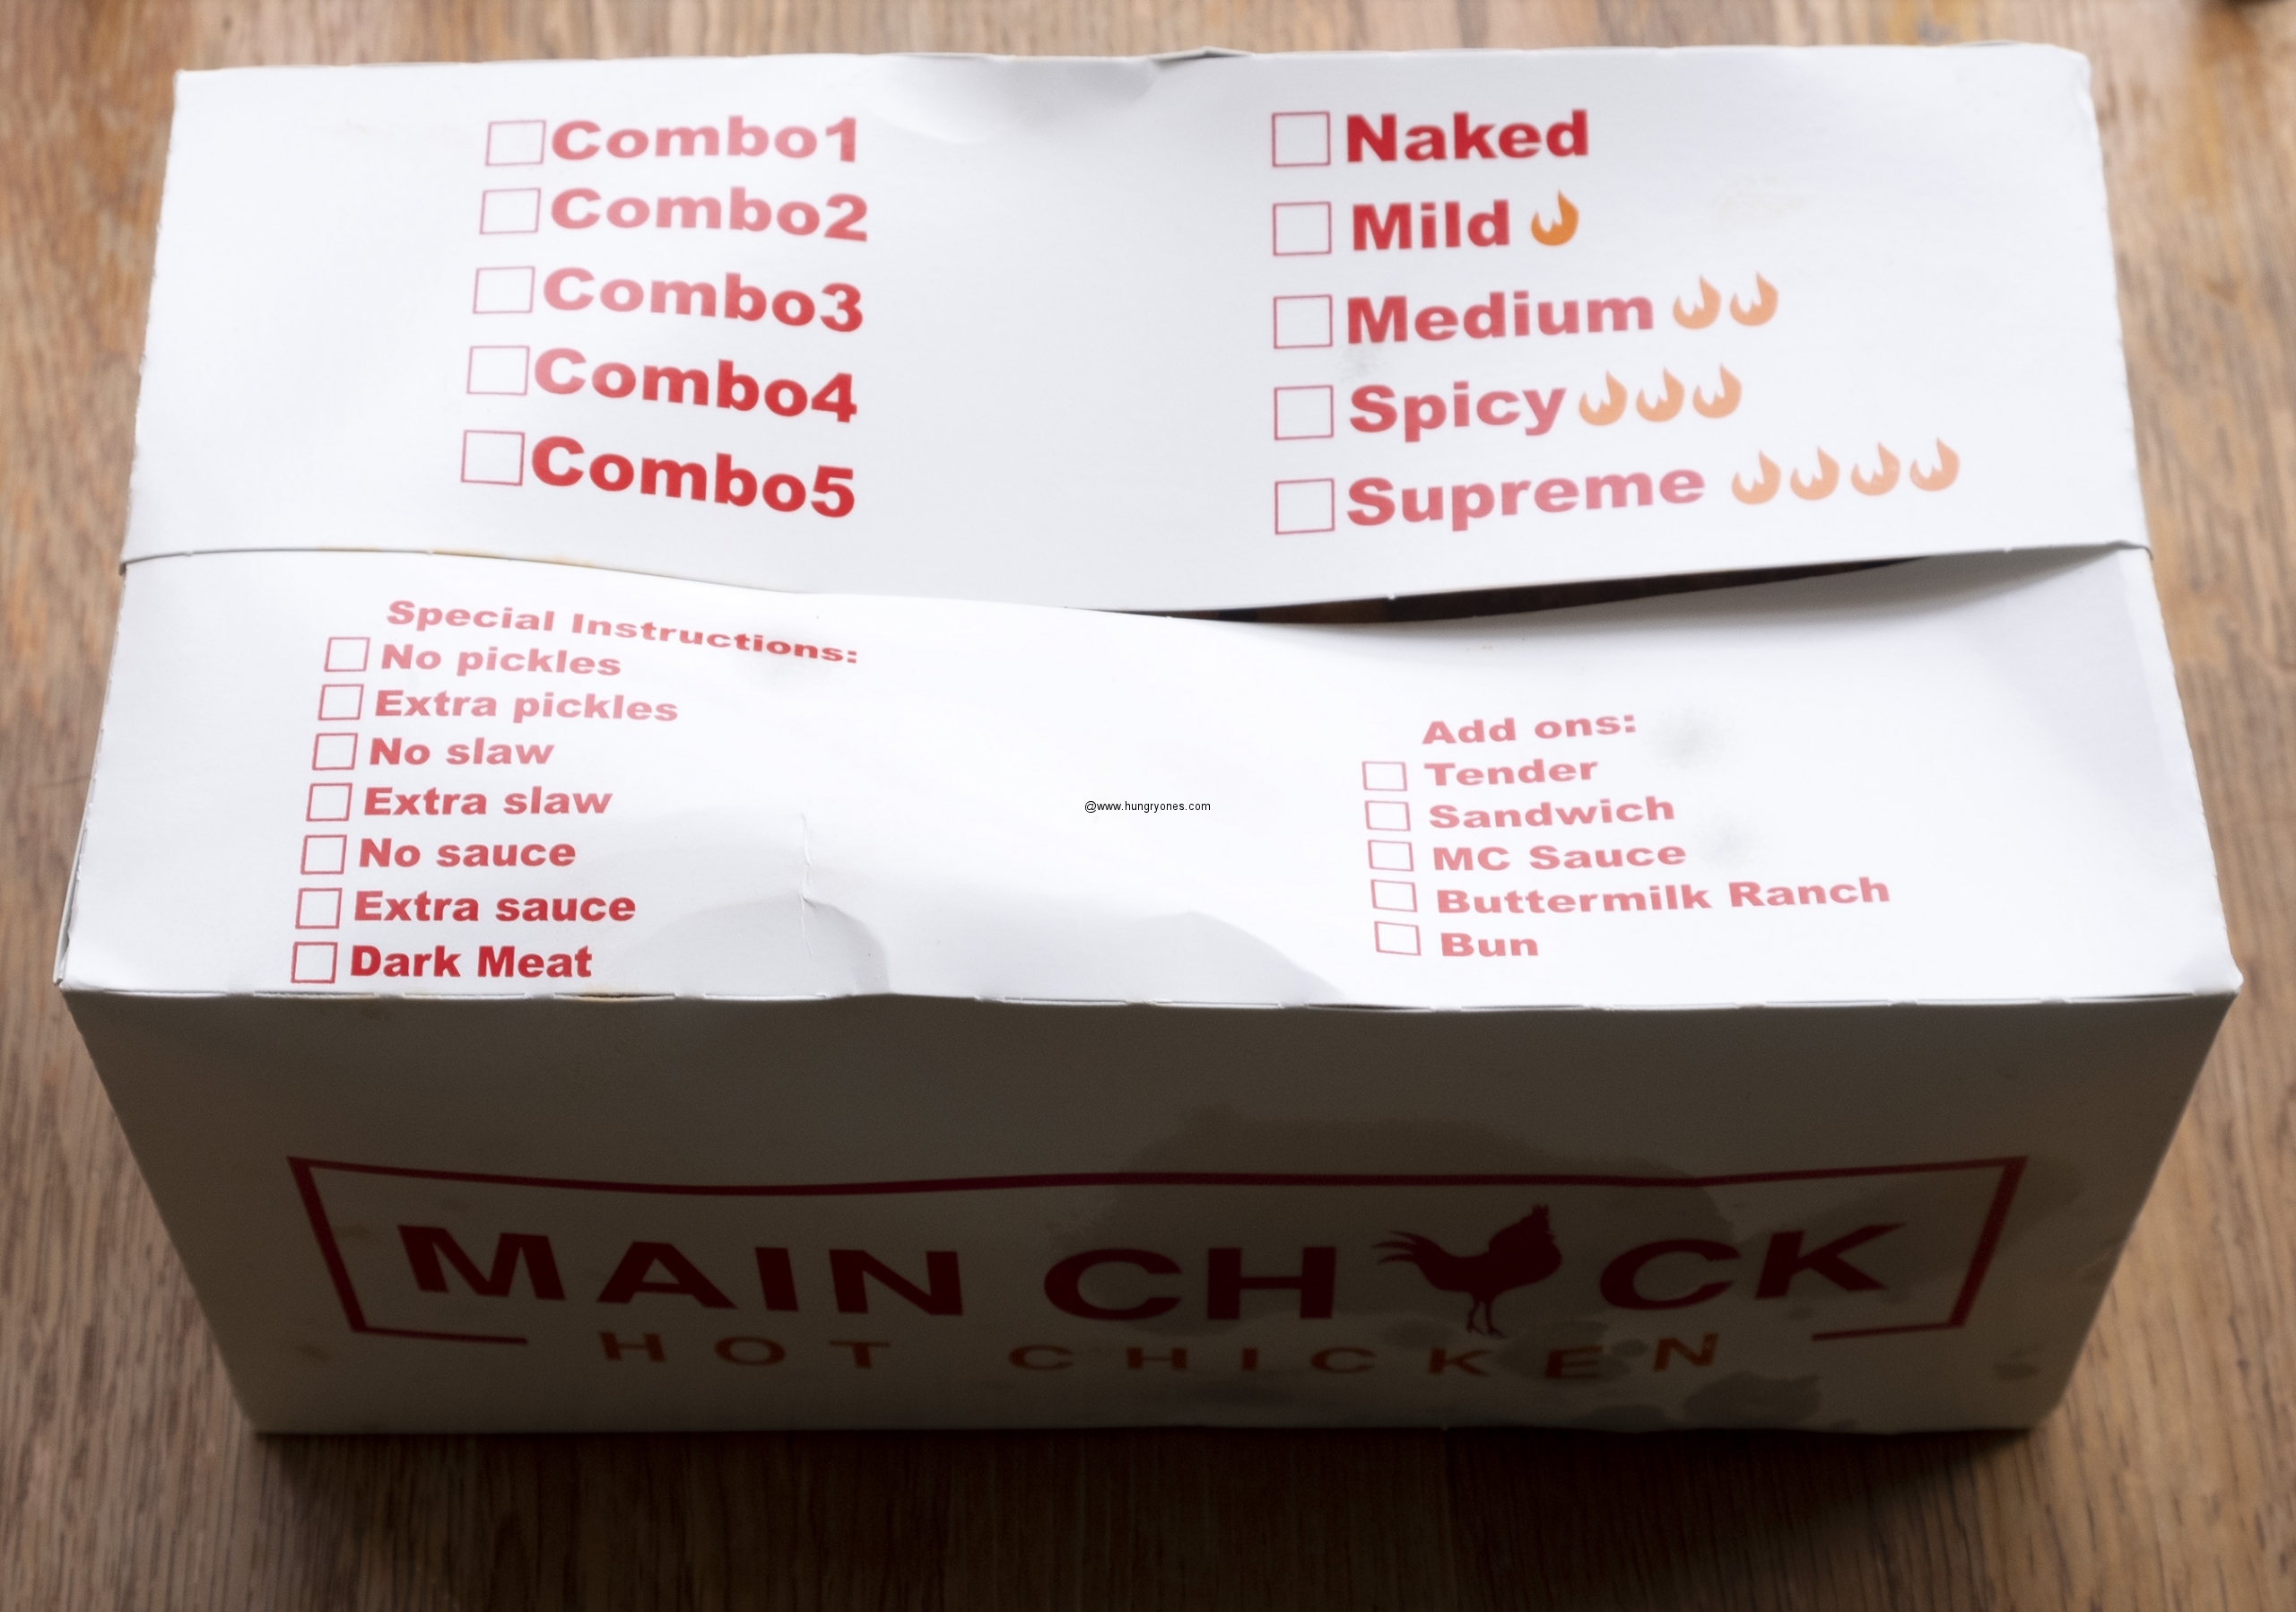 Combo1
Combo2
Combo3
Combo4
Combo5
Naked
Mild
Medium
Spicy
Supreme
Special Instructions:
No pickles
Extra pickles
No slaw
Extra slaw
No sauce
Extra sauce
Dark Meat
@www.hungryones.com
Add ons:
Tender
Sandwich
MC Sauce
Buttermilk Ranch
Bun
MAIN CH CK
HOT CHICKEN